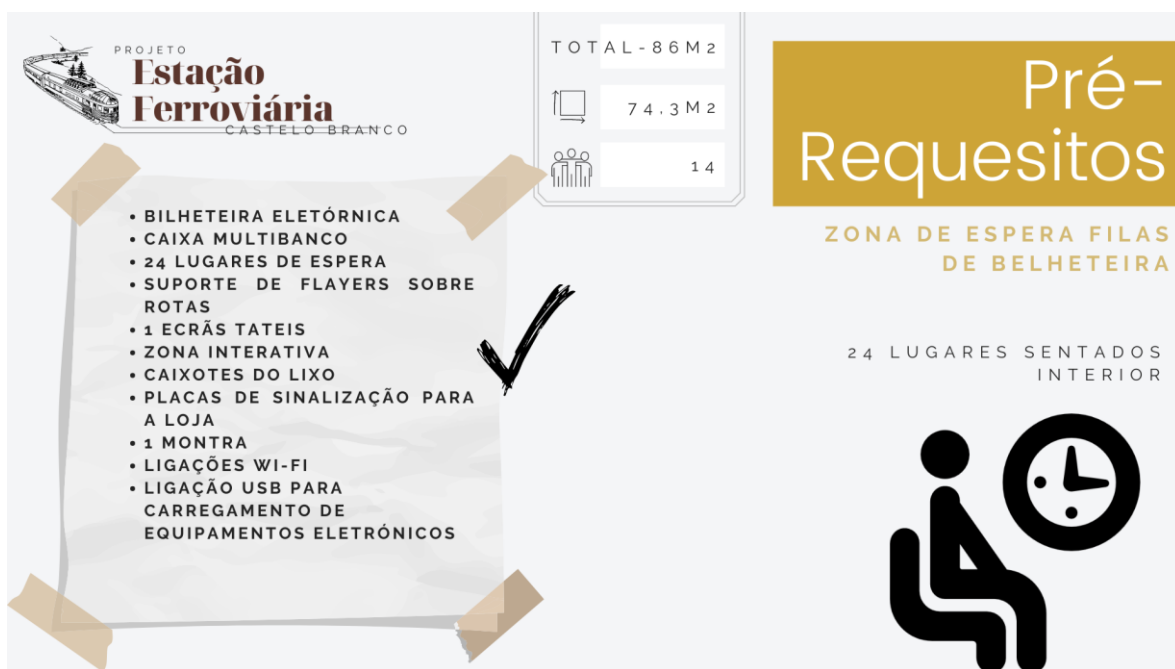 PROJETO
Estação
Ferroviária
CASTELO BRANCO
TOTAL-86M2
74,3M2
14
Pré-
Requesitos
ZONA DE ESPERA FILAS
DE BELHETEIRA
24 LUGARES SENTADOS
INTERIOR
• BILHETEIRA ELETÓRNICA
• CAIXA MULTIBANCO
• 24 LUGARES DE ESPERA
• SUPORTE DE FLAYERS SOBRE
ROTAS
• 1 ECRÃS TATEIS
• ZONA INTERATIVA
• CAIXOTES DO LIXO
• PLACAS DE SINALIZAÇÃO PARA
A LOJA
• 1 MONTRA
• LIGAÇÕES WI-FI
• LIGAÇÃO USB PARA
CARREGAMENTO DE
EQUIPAMENTOS ELETRÓNICOS